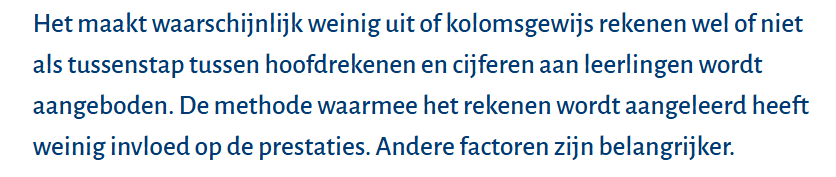 Het maakt waarschijnlijk weinig uit of kolomsgewijs rekenen wel of niet
als tussenstap tussen hoofdrekenen en cijferen aan leerlingen wordt
aangeboden. De methode waarmee het rekenen wordt aangeleerd heeft
weinig invloed op de prestaties. Andere factoren zijn belangrijker.